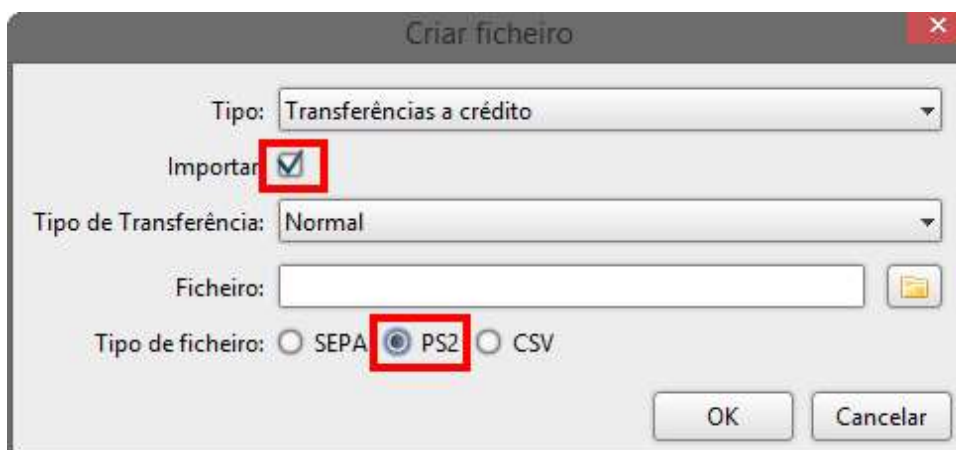 Criar ficheiro
Tipo: Transferências a crédito
Importar
Tipo de Transferência: Normal
Ficheiro:
Tipo de ficheiro: SEPA PS2 CSV
OK Cancelar